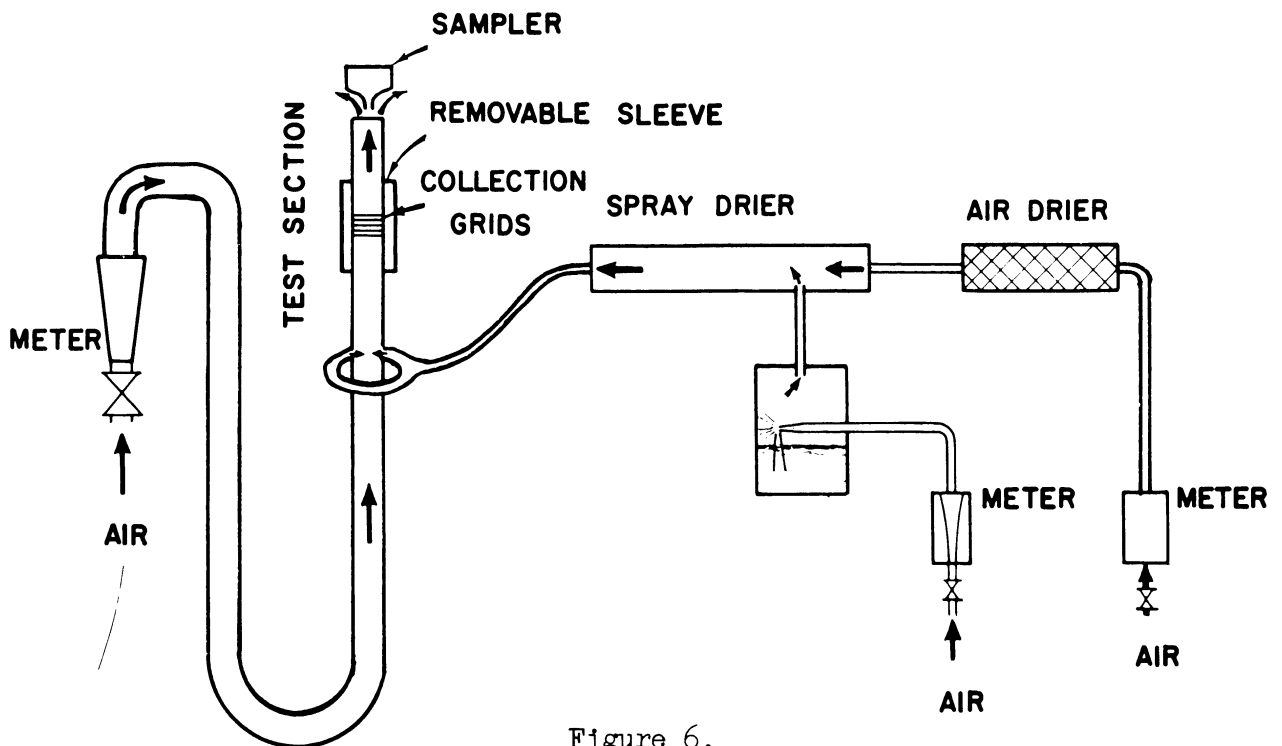 SAMPLER
REMOVABLE SLEEVE
COLLECTION
GRIDS
TEST SECTION
SPRAY DRIER
AIR DRIER
METER
AIR
METER
AIR
METER
AIR
Figure 6.